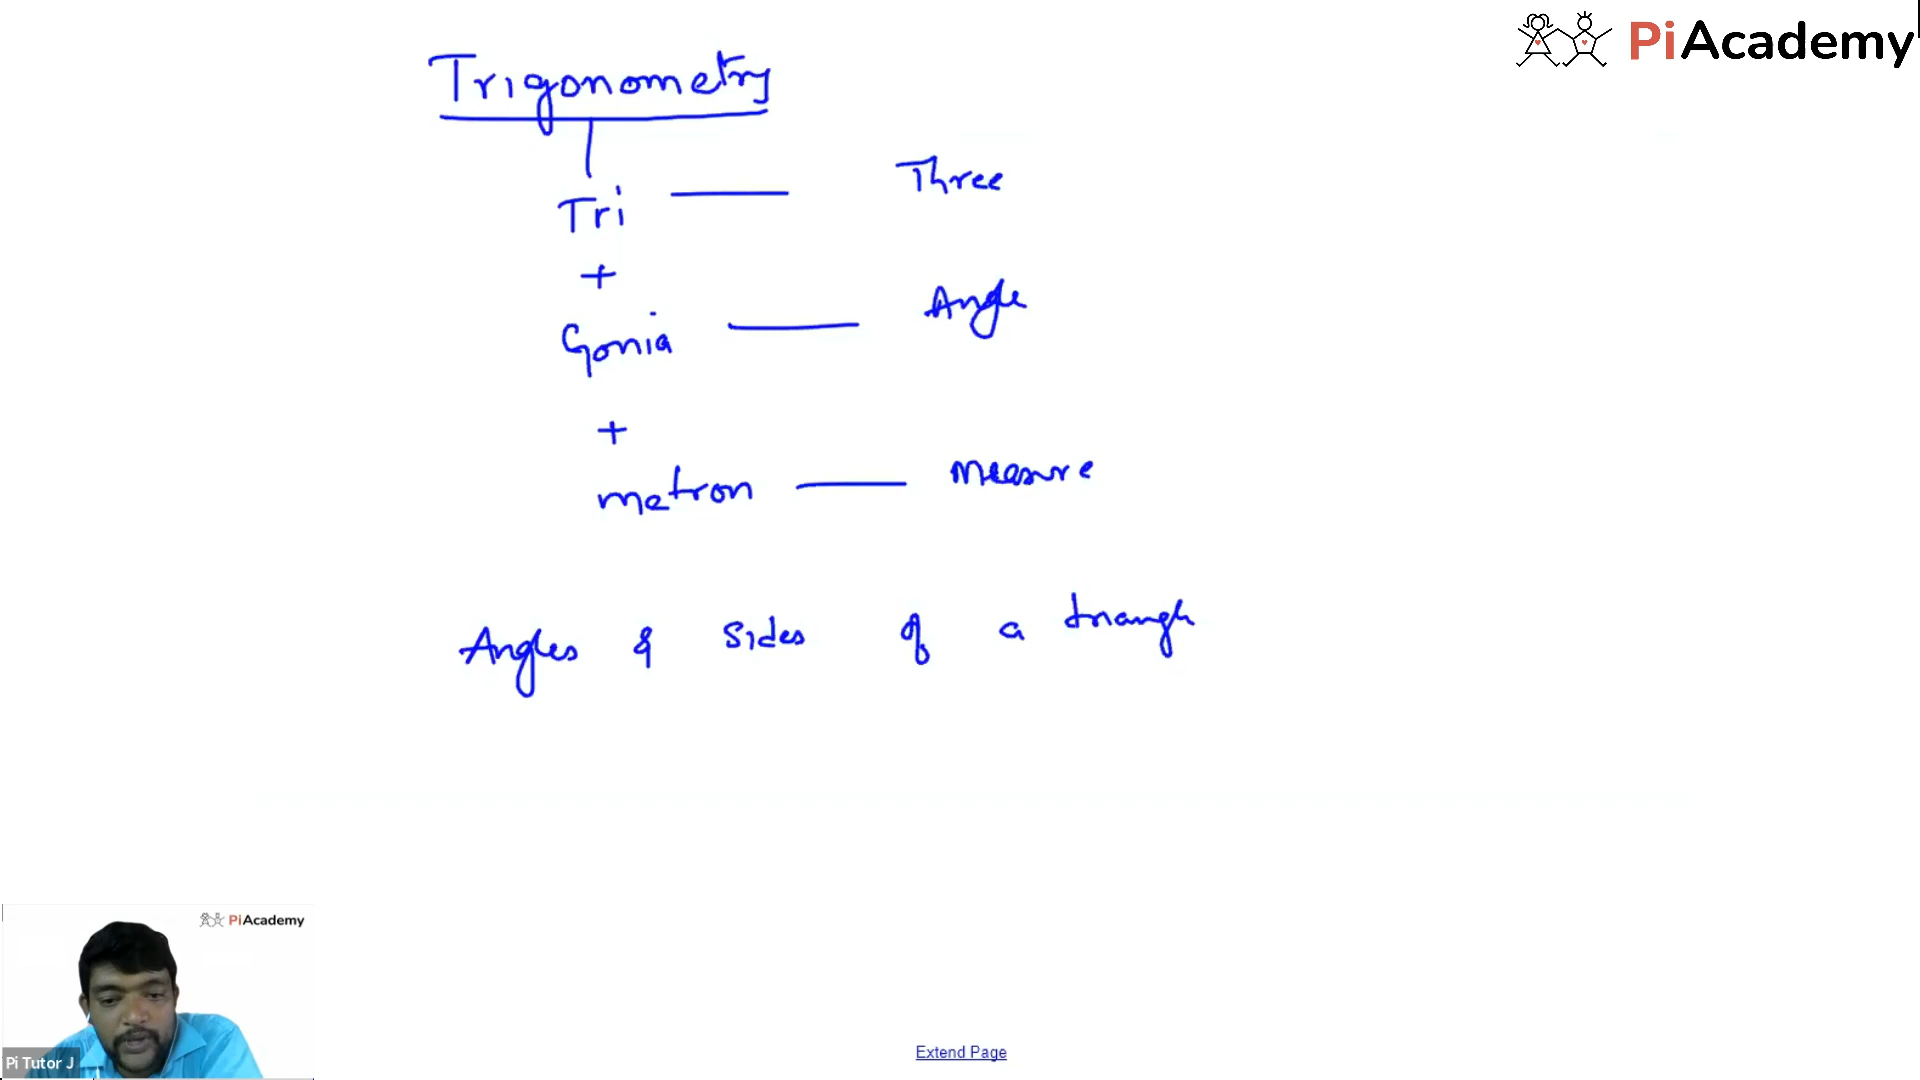 PiAcademy
Trigonometry
Tri — Three
+
Gonia — Angle
+
metron — Measure
Angles & Sides of a triangle
PiAcademy
Pi Tutor J
Extend Page